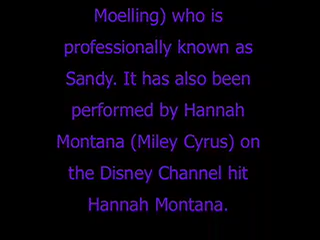 Moelling) who is
professionally known as
Sandy. It has also been
performed by Hannah
Montana (Miley Cyrus) on
the Disney Channel hit
Hannah Montana.